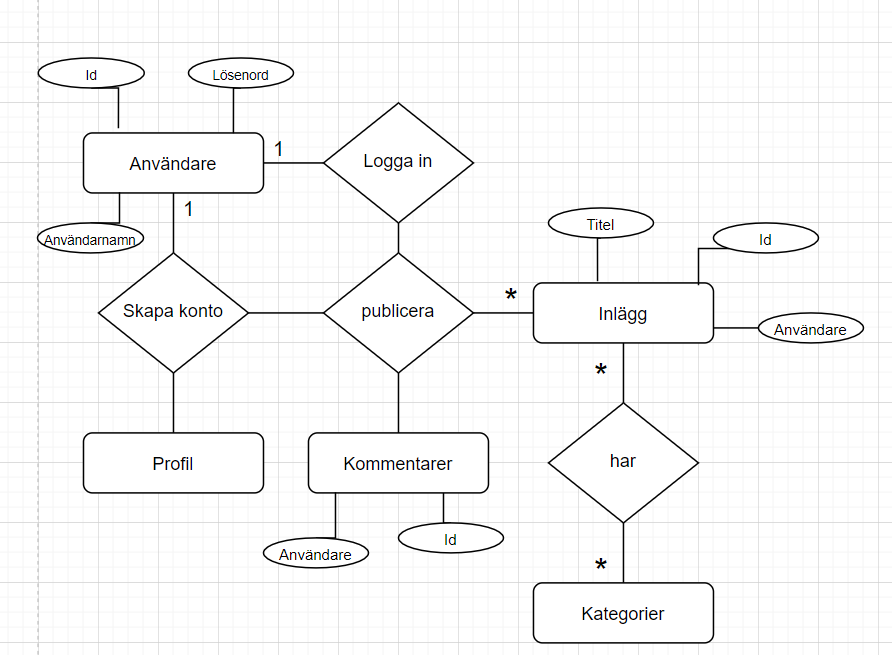 Id
Lösenord
1
Användare
Logga in
1
Användarnamn
Titel
Id
*
Skapa konto
publicera
Inlägg
Användare
*
Profil
Kommentarer
har
Användare
Id
*
Kategorier